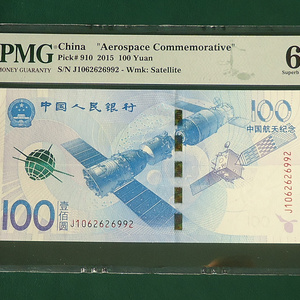 PMG
MONEY GUARANTY
China "Aerospace Commemorative"
Pick# 910 2015 100 Yuan
S/N J1062626992 - Wmk: Satellite
6
Superb
中国人民银行
100
中国航天纪念
100
壹佰圆
J1062626992
J1062626992